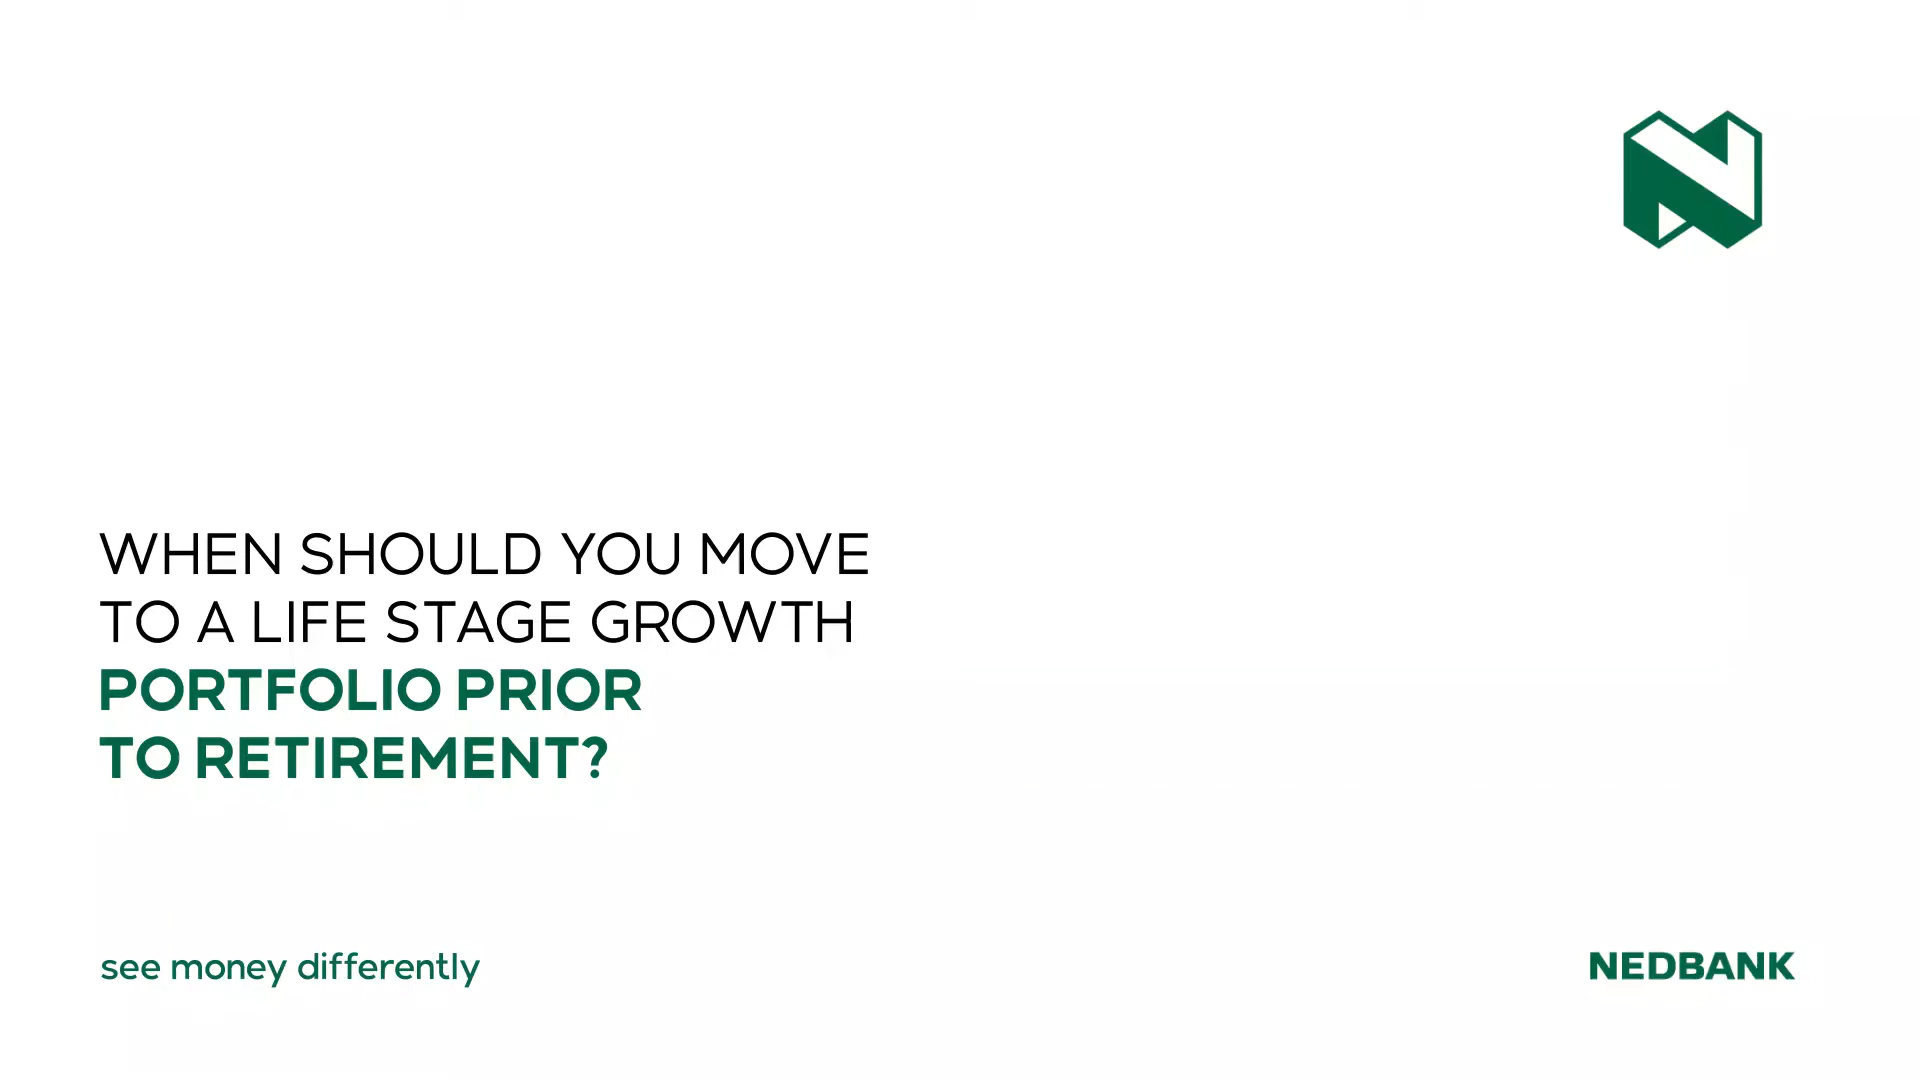 WHEN SHOULD YOU MOVE
TO A LIFE STAGE GROWTH
PORTFOLIO PRIOR
TO RETIREMENT?
see money differently
NEDBANK